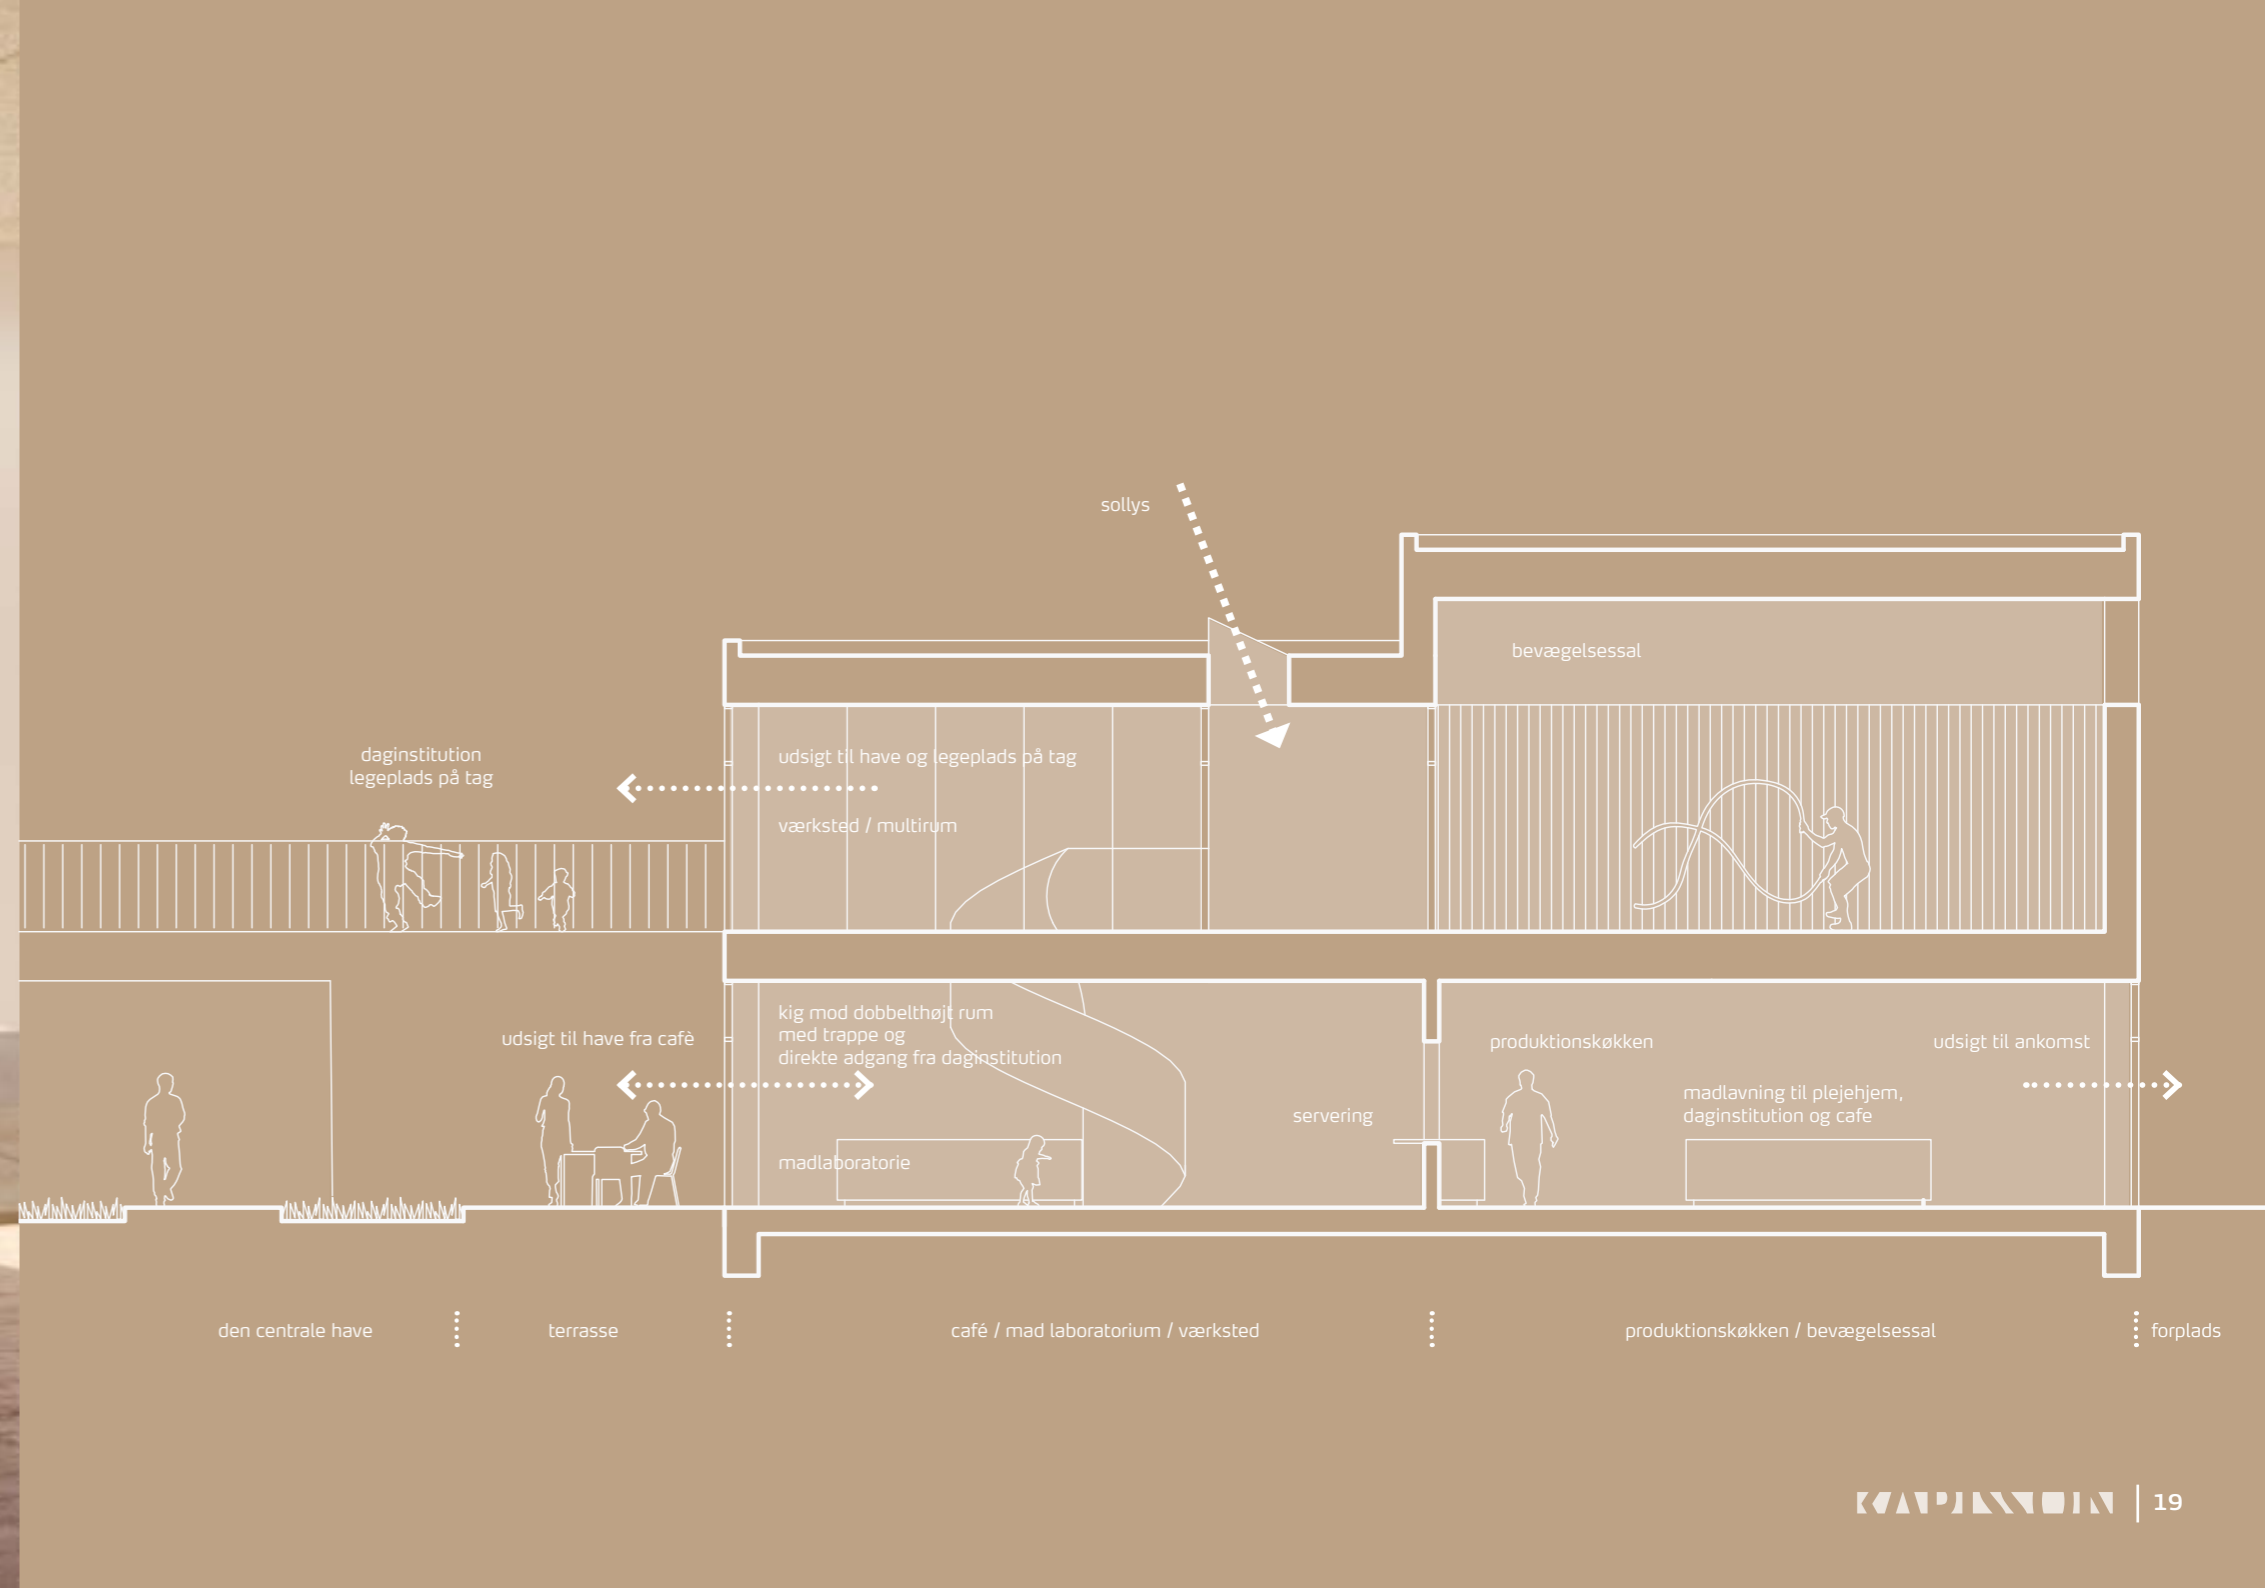 sollys
bevægelsessal
daginstitution
legeplads på tag
udsigt til have og legeplads på tag
værksted / multirum
udsigt til have fra cafè
kig mod dobbelthøjt rum
med trappe og
direkte adgang fra daginstitution
madlaboratorie
servering
produktionskøkken
madlavning til plejehjem,
daginstitution og cafe
udsigt til ankomst
den centrale have
terrasse
café / mad laboratorium / værksted
produktionskøkken / bevægelsessal
forplads
19